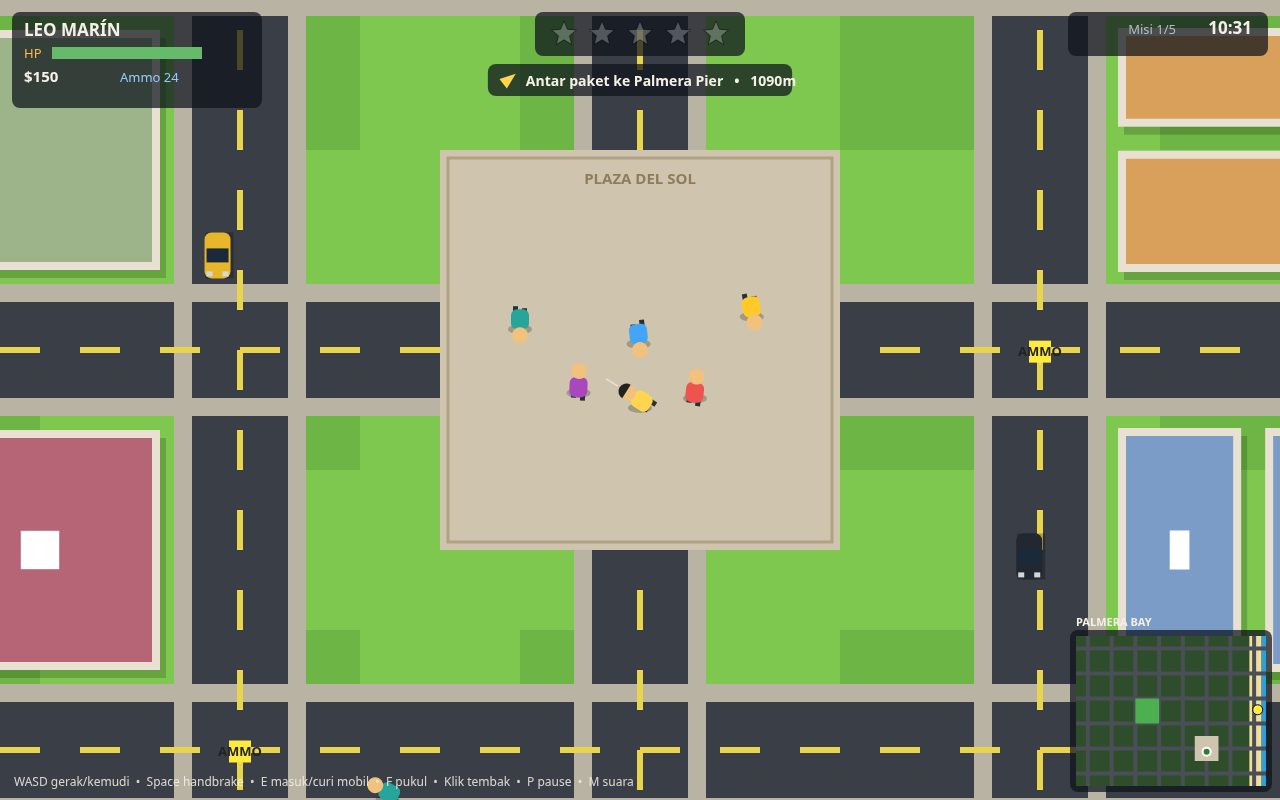 LEO MARÍN
HP
$150 Ammo 24
Antar paket ke Palmera Pier • 1090m
Misi 1/5 10:31
PLAZA DEL SOL
AMMO
PALMERA BAY
AMMO
WASD gerak/kemudi • Space handbrake • E masuk/curi mobil • F pukul • Klik tembak • P pause • M suara